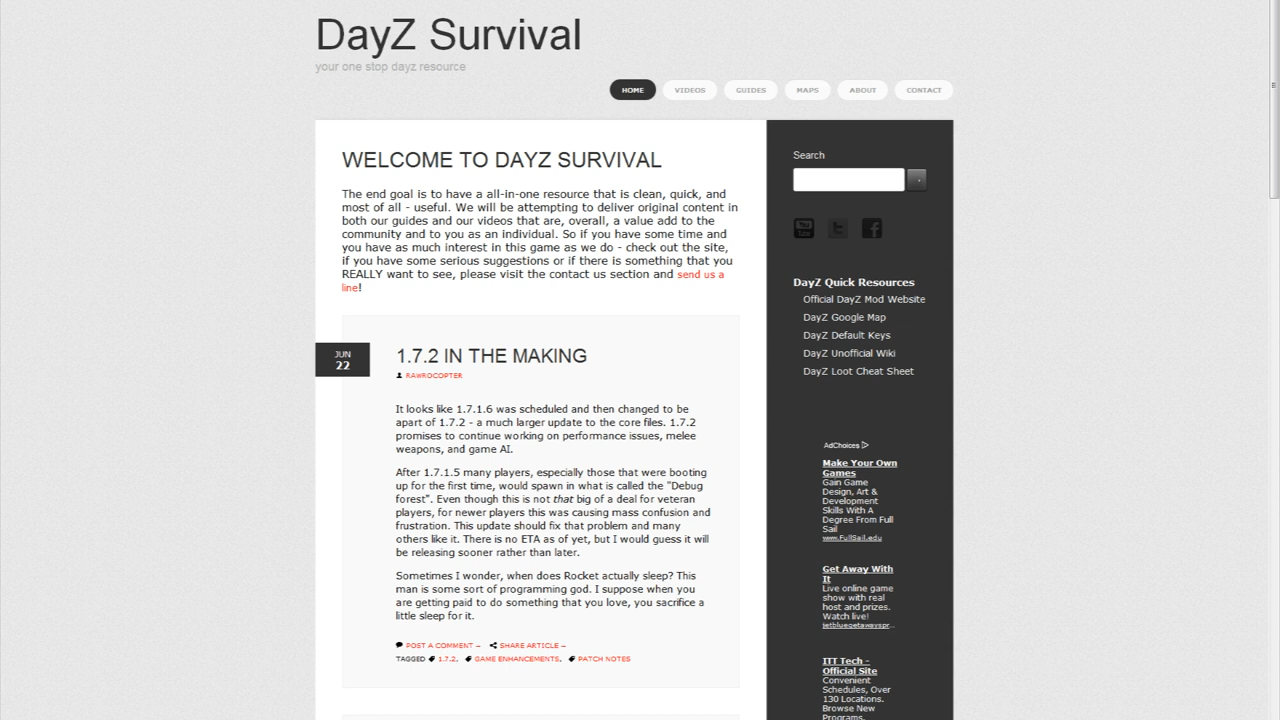 DayZ Survival
your one stop dayz resource
HOME VIDEOS GUIDES MAPS ABOUT CONTACT
WELCOME TO DAYZ SURVIVAL
The end goal is to have a all-in-one resource that is clean, quick, and
most of all - useful. We will be attempting to deliver original content in
both our guides and our videos that are, overall, a value add to the
community and to you as an individual. So if you have some time and
you have as much interest in this game as we do - check out the site,
if you have some serious suggestions or if there is something that you
REALLY want to see, please visit the contact us section and send us a
line!
JUN
22
1.7.2 IN THE MAKING
RAWROCOPTER
It looks like 1.7.1.6 was scheduled and then changed to be
apart of 1.7.2 - a much larger update to the core files. 1.7.2
promises to continue working on performance issues, melee
weapons, and game AI.
After 1.7.1.5 many players, especially those that were booting
up for the first time, would spawn in what is called the "Debug
forest". Even though this is not that big of a deal for veteran
players, for newer players this was causing mass confusion and
frustration. This update should fix that problem and many
others like it. There is no ETA as of yet, but I would guess it will
be releasing sooner rather than later.
Sometimes I wonder, when does Rocket actually sleep? This
man is some sort of programming god. I suppose when you
are getting paid to do something that you love, you sacrifice a
little sleep for it.
POST A COMMENT→ SHARE ARTICLE→
TAGGED 1.7.2, GAME ENHANCEMENTS, PATCH NOTES
Search
You
Tube
DayZ Quick Resources
Official DayZ Mod Website
DayZ Google Map
DayZ Default Keys
DayZ Unofficial Wiki
DayZ Loot Cheat Sheet
AdChoices
Make Your Own
Games
Gain Game
Design, Art &
Development
Skills With A
Degree From Full
Sail
www.FullSail.edu
Get Away With
It
Live online game
show with real
host and prizes.
Watch live!
jetbluegetawayspr...
ITT Tech -
Official Site
Convenient
Schedules, Over
130 Locations.
Browse New
Programs.